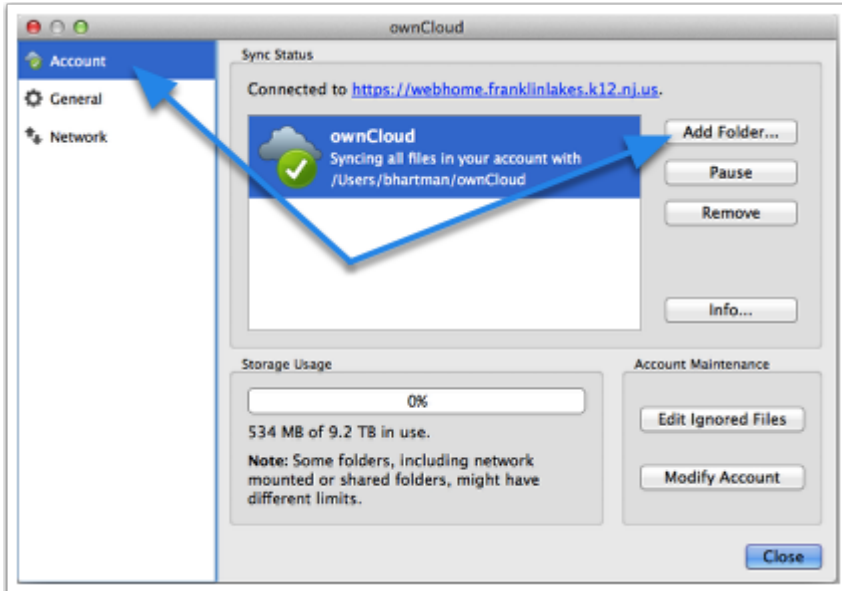 ownCloud
Account
General
Network
Sync Status
Connected to https://webhome.franklinlakes.k12.nj.us.
ownCloud
Syncing all files in your account with
/Users/bhartman/ownCloud
Add Folder...
Pause
Remove
Info...
Storage Usage
0%
534 MB of 9.2 TB in use.
Note: Some folders, including network
mounted or shared folders, might have
different limits.
Account Maintenance
Edit Ignored Files
Modify Account
Close